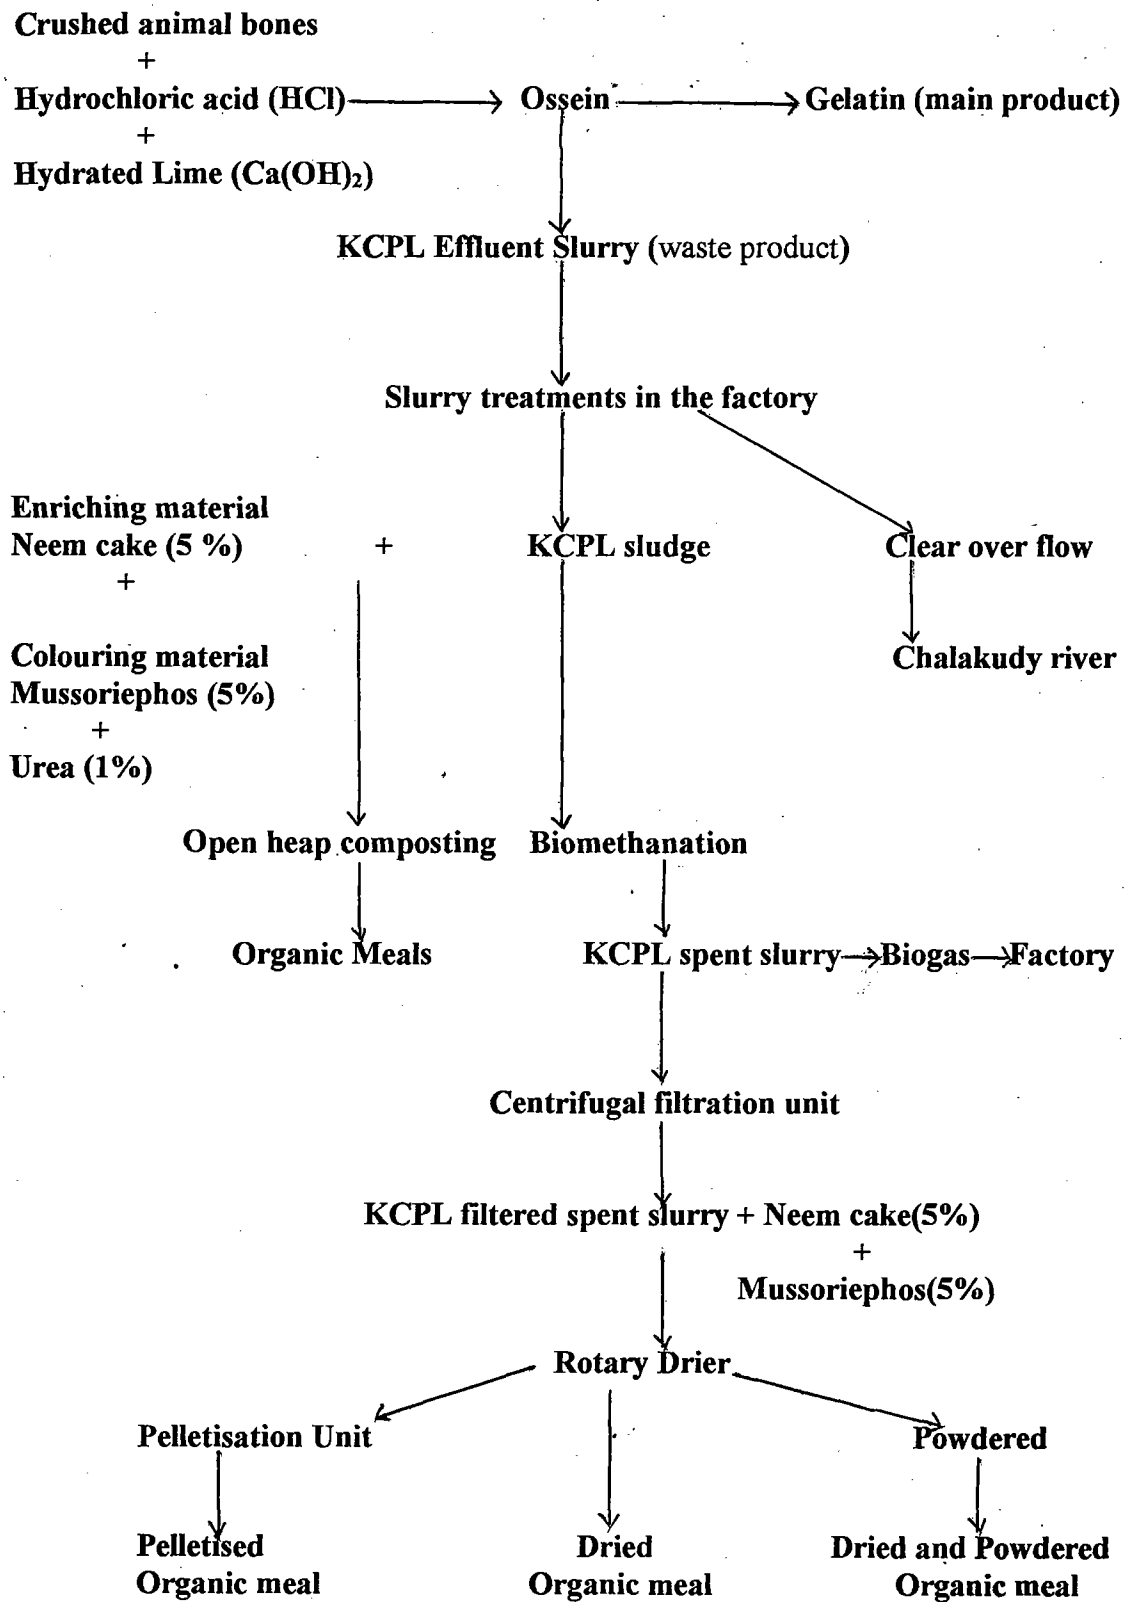 Crushed animal bones
+
Hydrochloric acid (HCl) → Ossein → Gelatin (main product)
+
Hydrated Lime (Ca(OH)₂)
KCPL Effluent Slurry (waste product)
Slurry treatments in the factory
Enriching material
Neem cake (5 %) + KCPL sludge Clear over flow
+
Colouring material Chalakudy river
Mussoriephos (5%)
+
Urea (1%)
Open heap composting Biomethanation
Organic Meals KCPL spent slurry→Biogas→Factory
Centrifugal filtration unit
KCPL filtered spent slurry + Neem cake(5%)
+
Mussoriephos(5%)
Rotary Drier
Pelletisation Unit Powdered
Pelletised Dried Dried and Powdered
Organic meal Organic meal Organic meal